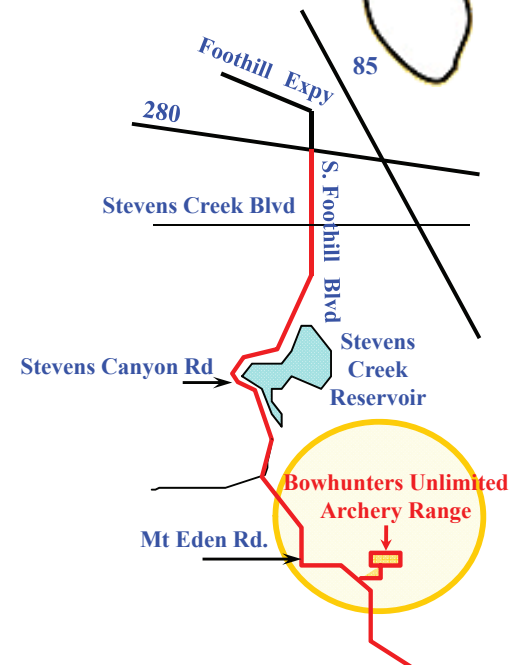 85
Foothill Expy
280
S. Foothill Blvd
Stevens Creek Blvd
Stevens
Creek
Reservoir
Stevens Canyon Rd
Bowhunters Unlimited
Archery Range
Mt Eden Rd.